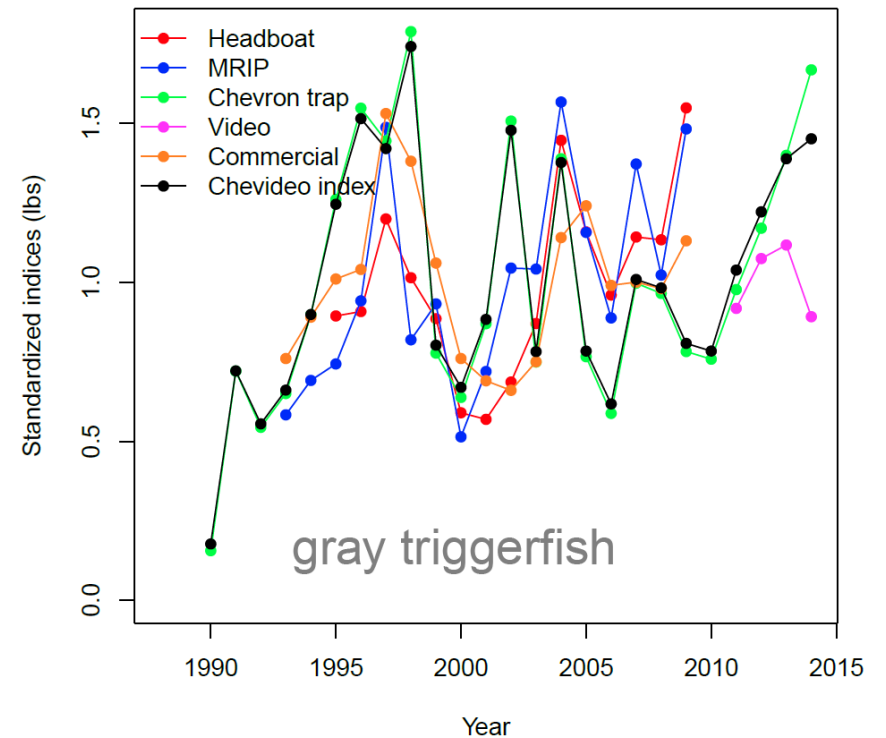 Headboat
MRIP
Chevron trap
Video
Commercial
Chevideo index
Standardized indices (lbs)
1.5
1.0
0.5
0.0
gray triggerfish
1990 1995 2000 2005 2010 2015
Year